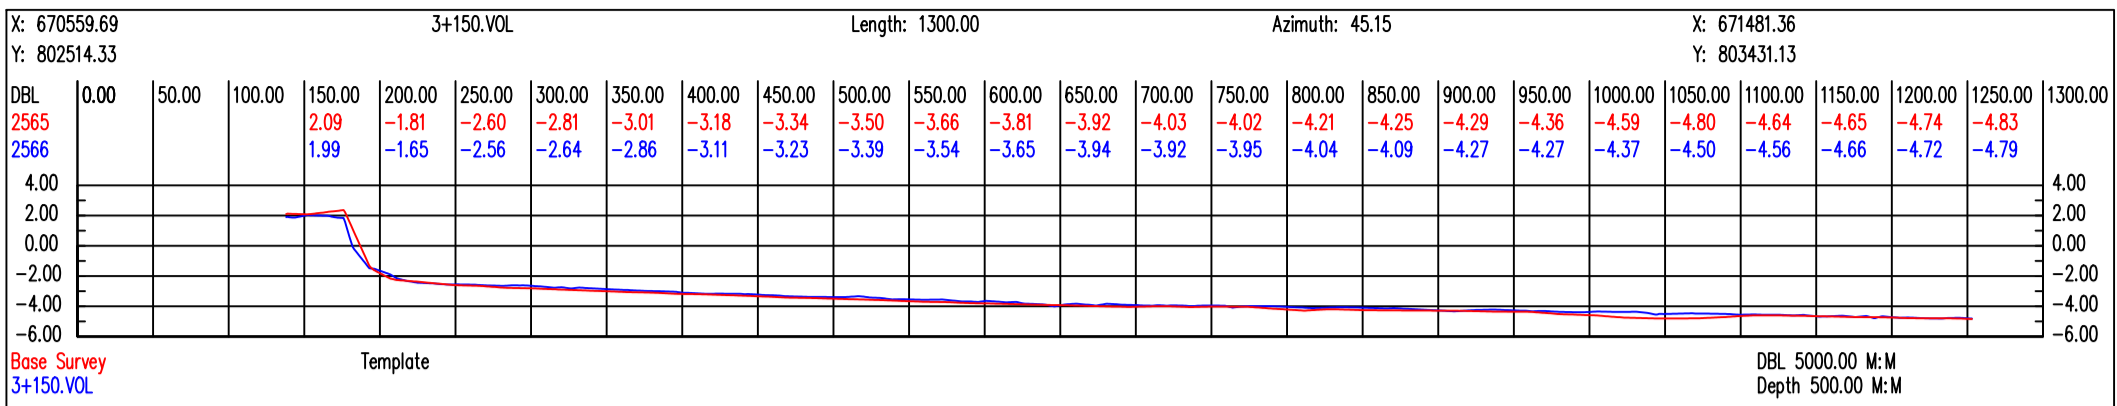 X: 670559.69 3+150.VOL Length: 1300.00 Azimuth: 45.15 X: 671481.36
Y: 802514.33 Y: 803431.13
DBL 0.00 50.00 100.00 150.00 200.00 250.00 300.00 350.00 400.00 450.00 500.00 550.00 600.00 650.00 700.00 750.00 800.00 850.00 900.00 950.00 1000.00 1050.00 1100.00 1150.00 1200.00 1250.00 1300.00
2565 2.09 -1.81 -2.60 -2.81 -3.01 -3.18 -3.34 -3.50 -3.66 -3.81 -3.92 -4.03 -4.02 -4.21 -4.25 -4.29 -4.36 -4.59 -4.80 -4.64 -4.65 -4.74 -4.83
2566 1.99 -1.65 -2.56 -2.64 -2.86 -3.11 -3.23 -3.39 -3.54 -3.65 -3.94 -3.92 -3.95 -4.04 -4.09 -4.27 -4.27 -4.37 -4.50 -4.56 -4.66 -4.72 -4.79
4.00 4.00
2.00 2.00
0.00 0.00
-2.00 -2.00
-4.00 -4.00
-6.00 -6.00
Base Survey Template DBL 5000.00 M:M
3+150.VOL Depth 500.00 M:M